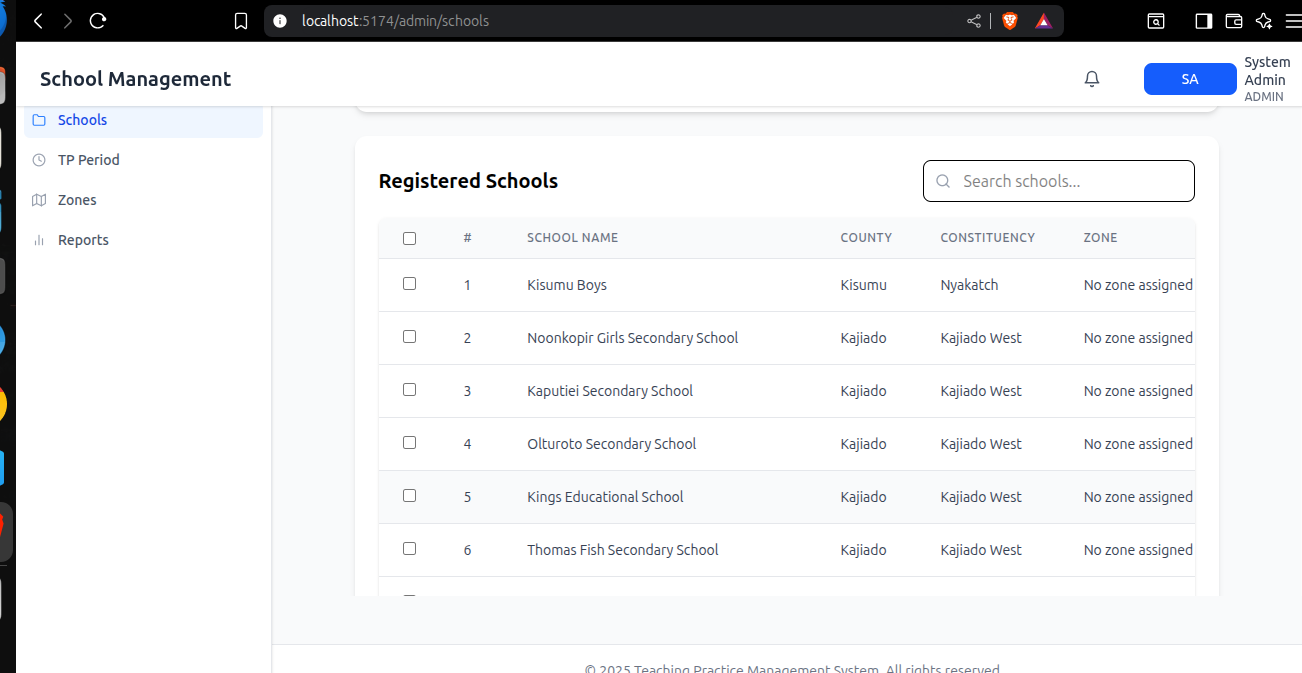 localhost:5174/admin/schools
School Management
SA
System
Admin
ADMIN
Schools
TP Period
Zones
Reports
Registered Schools
Search schools...
# SCHOOL NAME COUNTY CONSTITUENCY ZONE
1 Kisumu Boys Kisumu Nyakatch No zone assigned
2 Noonkopir Girls Secondary School Kajiado Kajiado West No zone assigned
3 Kaputiei Secondary School Kajiado Kajiado West No zone assigned
4 Olturoto Secondary School Kajiado Kajiado West No zone assigned
5 Kings Educational School Kajiado Kajiado West No zone assigned
6 Thomas Fish Secondary School Kajiado Kajiado West No zone assigned
© 2025 Teaching Practice Management System. All rights reserved.